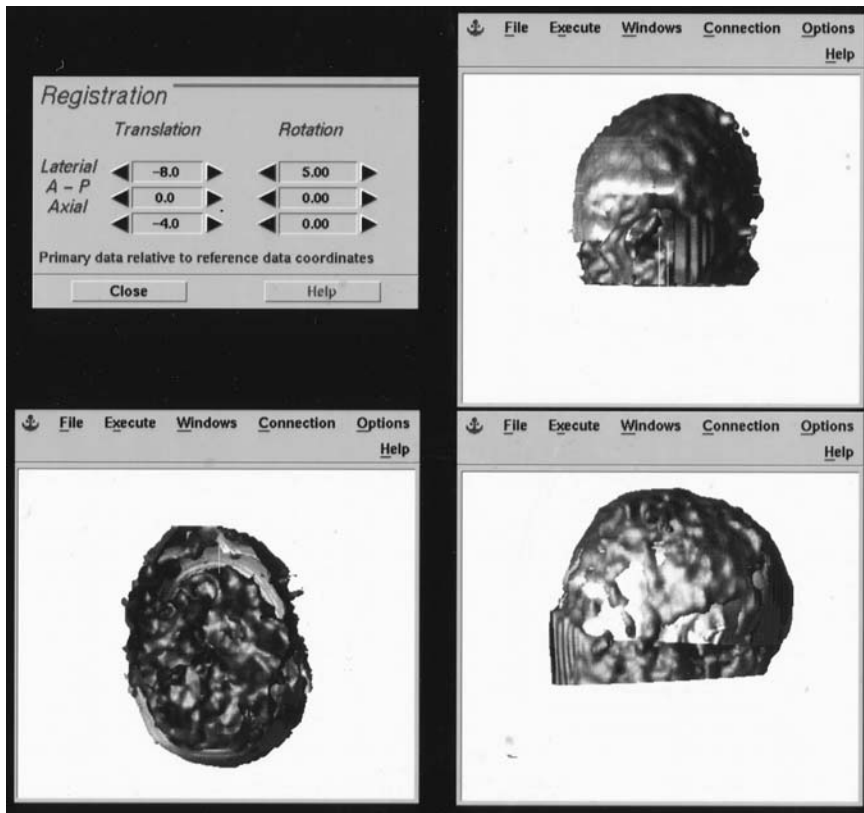 Registration
Translation Rotation
Laterial -8.0 5.00
A – P 0.0 0.00
Axial -4.0 0.00
Primary data relative to reference data coordinates
Close Help
File Execute Windows Connection Options
Help
File Execute Windows Connection Options
Help
File Execute Windows Connection Options
Help